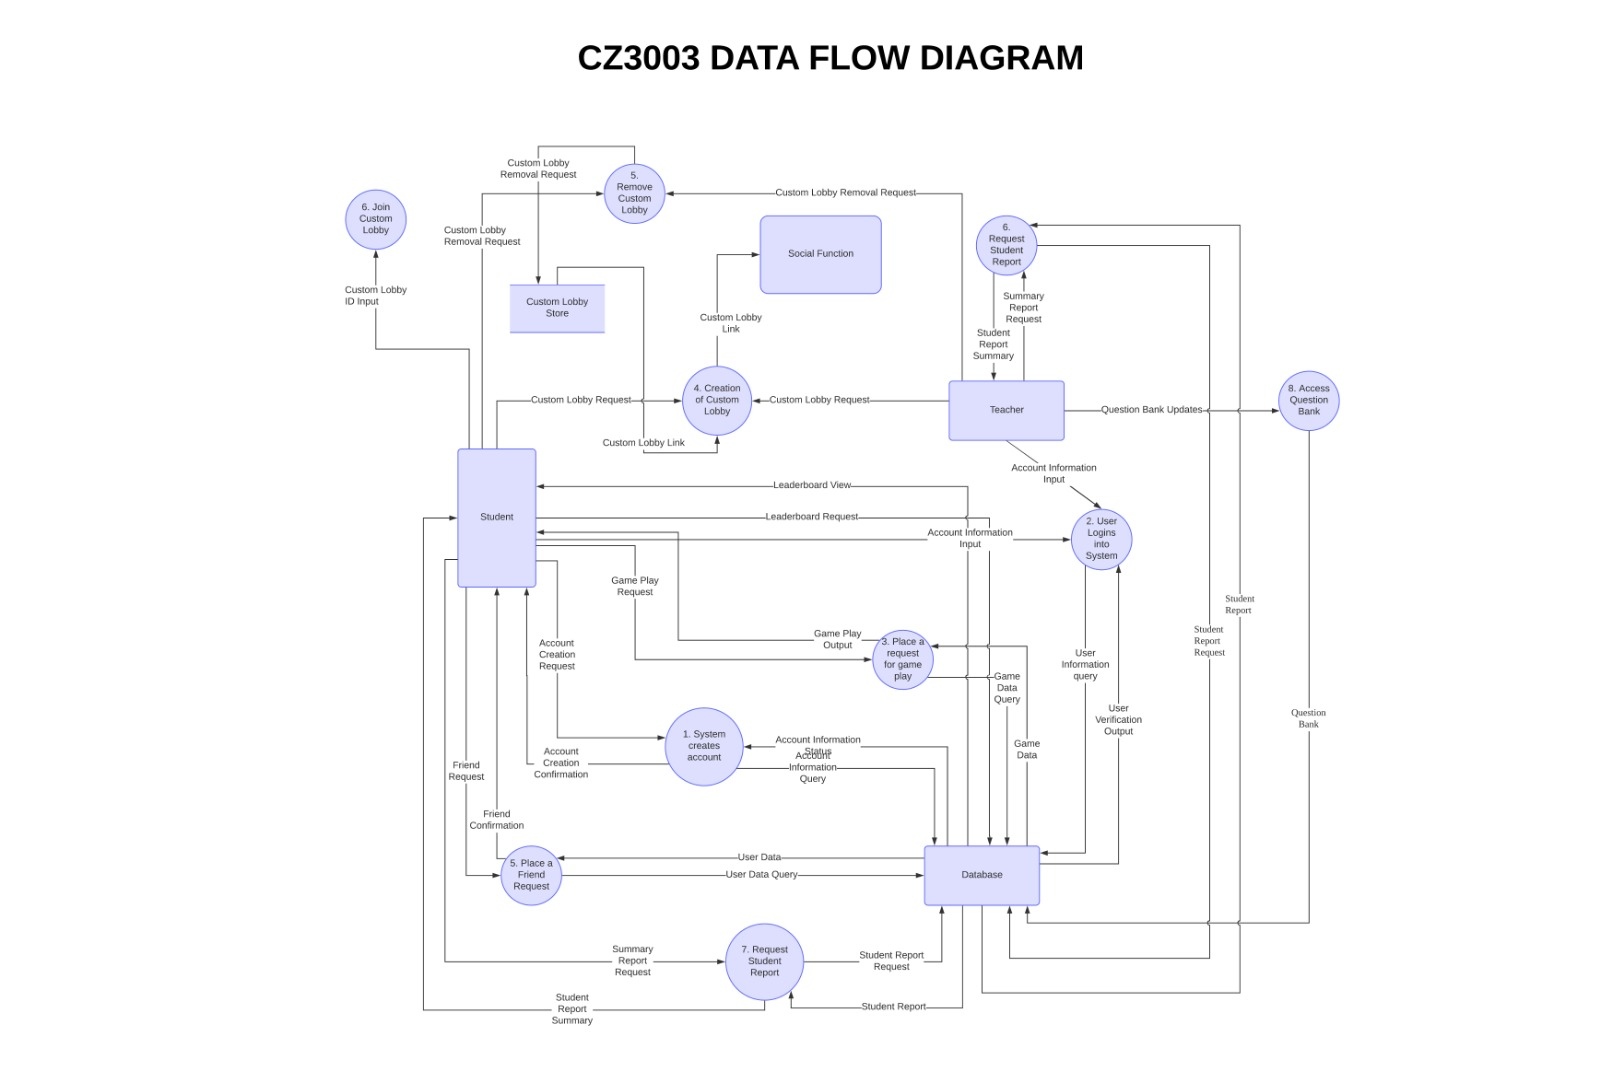 CZ3003 DATA FLOW DIAGRAM
Custom Lobby
Removal Request
5.
Remove
Custom
Lobby
Custom Lobby Removal Request
6. Join
Custom
Lobby
Custom Lobby
Removal Request
Social Function
6.
Request
Student
Report
Custom Lobby
ID Input
Custom Lobby
Store
Custom Lobby
Link
Summary
Report
Request
Student
Report
Summary
4. Creation
of Custom
Lobby
Custom Lobby Request
Custom Lobby Request
Teacher
Question Bank Updates
8. Access
Question
Bank
Custom Lobby Link
Account Information
Input
Leaderboard View
Student
Leaderboard Request
Account Information
Input
2. User
Logins
into
System
Game Play
Request
Student
Report
Game Play
Output
3. Place a
request
for game
play
Account
Creation
Request
Student
Report
Request
User
Information
query
Game
Data
Query
User
Verification
Output
Question
Bank
1. System
creates
account
Account Information
Status
Account
Information
Query
Game
Data
Account
Creation
Confirmation
Friend
Request
Friend
Confirmation
5. Place a
Friend
Request
User Data
User Data Query
Database
Summary
Report
Request
7. Request
Student
Report
Student Report
Request
Student
Report
Summary
Student Report